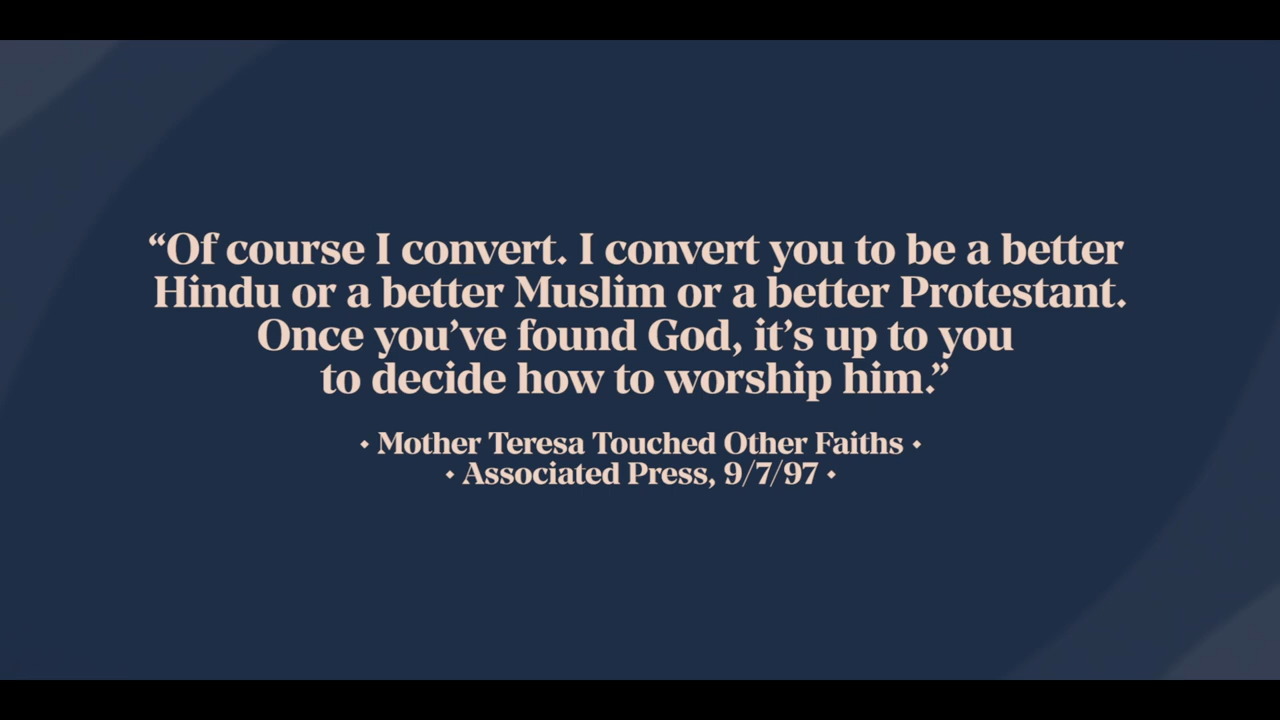 “Of course I convert. I convert you to be a better
Hindu or a better Muslim or a better Protestant.
Once you’ve found God, it’s up to you
to decide how to worship him.”
⬩ Mother Teresa Touched Other Faiths ⬩
⬩ Associated Press, 9/7/97 ⬩